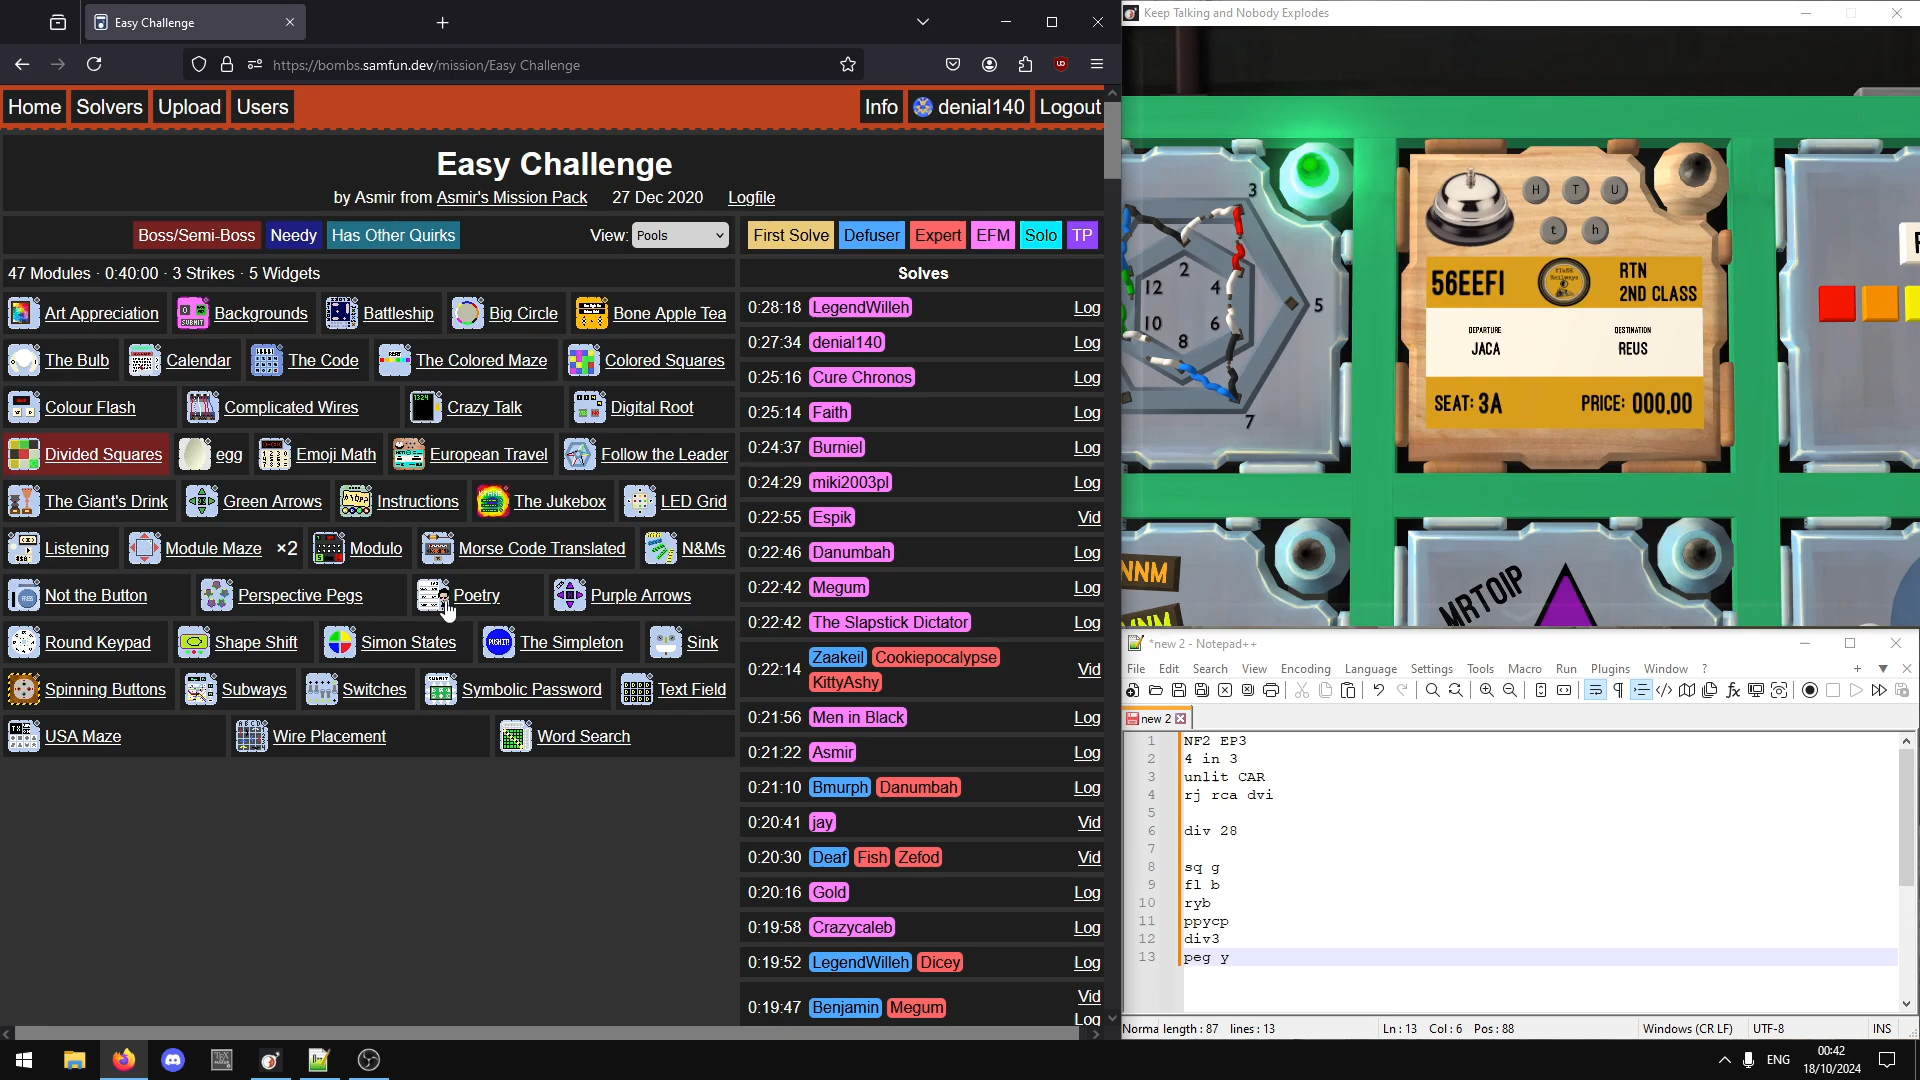 Easy Challenge
https://bombs.samfun.dev/mission/Easy Challenge
Home Solvers Upload Users
Info denial140 Logout
Easy Challenge
by Asmir from Asmir's Mission Pack 27 Dec 2020 Logfile
Boss/Semi-Boss Needy Has Other Quirks View: Pools
47 Modules · 0:40:00 · 3 Strikes · 5 Widgets
Art Appreciation Backgrounds Battleship Big Circle Bone Apple Tea
The Bulb Calendar The Code The Colored Maze Colored Squares
Colour Flash Complicated Wires Crazy Talk Digital Root
Divided Squares egg Emoji Math European Travel Follow the Leader
The Giant's Drink Green Arrows Instructions The Jukebox LED Grid
Listening Module Maze ×2 Modulo Morse Code Translated N&Ms
Not the Button Perspective Pegs Poetry Purple Arrows
Round Keypad Shape Shift Simon States The Simpleton Sink
Spinning Buttons Subways Switches Symbolic Password Text Field
USA Maze Wire Placement Word Search
First Solve Defuser Expert EFM Solo TP
Solves
0:28:18 LegendWilleh Log
0:27:34 denial140 Log
0:25:16 Cure Chronos Log
0:25:14 Faith Log
0:24:37 Burniel Log
0:24:29 miki2003pl Log
0:22:55 Espik Vid
0:22:46 Danumbah Log
0:22:42 Megum Log
0:22:42 The Slapstick Dictator Log
0:22:14 Zaakeil Cookiepocalypse KittyAshy Vid
0:21:56 Men in Black Log
0:21:22 Asmir Log
0:21:10 Bmurph Danumbah Log
0:20:41 jay Vid
0:20:30 Deaf Fish Zefod Vid
0:20:16 Gold Log
0:19:58 Crazycaleb Log
0:19:52 LegendWilleh Dicey Log
0:19:47 Benjamin Megum Vid
Log
Keep Talking and Nobody Explodes
3
2
12 4 5
10 6
8
7
H T U
t h
56EEFI
RTN
2ND CLASS
DEPARTURE DESTINATION
JACA REUS
SEAT: 3A PRICE: 000.00
NNM
MRTOIP
*new 2 - Notepad++
File Edit Search View Encoding Language Settings Tools Macro Run Plugins Window ?
new 2
1 NF2 EP3
2 4 in 3
3 unlit CAR
4 rj rca dvi
5
6 div 28
7
8 sq g
9 fl b
10 ryb
11 ppycp
12 div3
13 peg y
Norma length : 87 lines : 13 Ln : 13 Col : 6 Pos : 88 Windows (CR LF) UTF-8 INS
ENG
00:42
18/10/2024